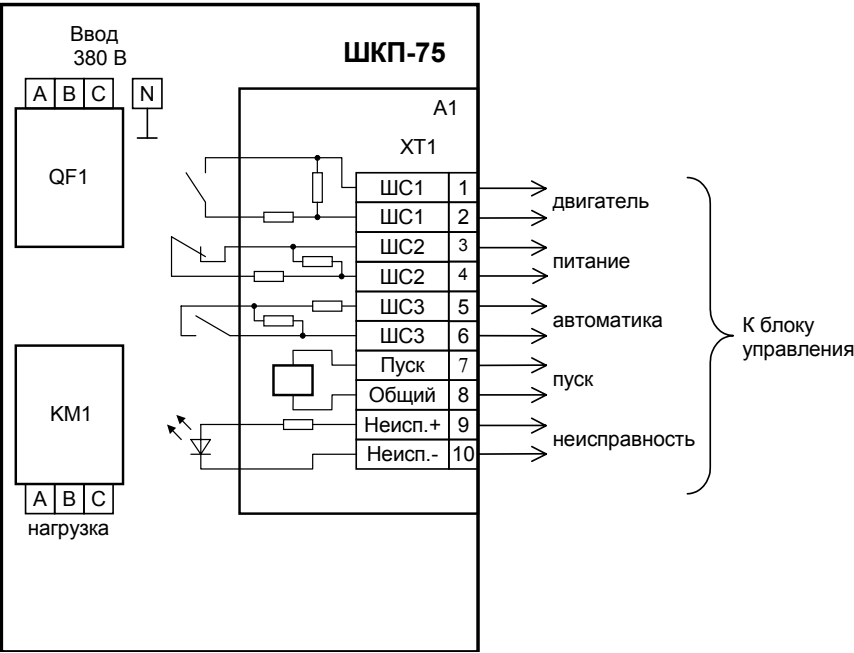 Ввод
380 В
ШКП-75
A B C N
A1
QF1
XT1
ШС1 1
ШС1 2
двигатель
ШС2 3
ШС2 4
питание
ШС3 5
ШС3 6
автоматика
Пуск 7
Общий 8
пуск
Неисп.+ 9
Неисп.- 10
неисправность
К блоку
управления
KM1
A B C
нагрузка